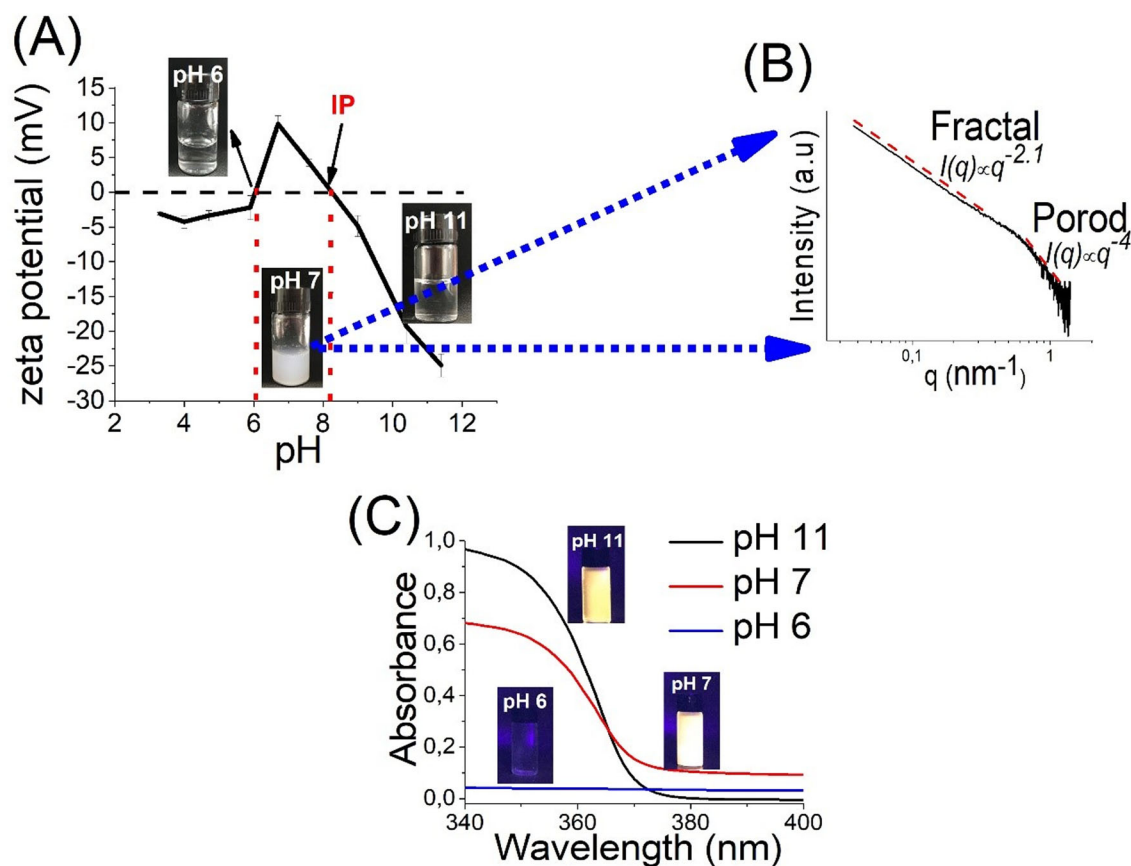 (A)
zeta potential (mV)
15
10
5
0
-5
-10
-15
-20
-25
-30
2
4
6
8
10
12
pH
pH 6
IP
pH 11
pH 7
(B)
Intensity (a.u)
Fractal
I(q)∝q⁻²·¹
Porod
I(q)∝q⁻⁴
0,1
1
q (nm⁻¹)
(C)
Absorbance
1,0
0,8
0,6
0,4
0,2
0,0
340
360
380
400
Wavelength (nm)
pH 11
pH 7
pH 6
pH 11
pH 7
pH 6